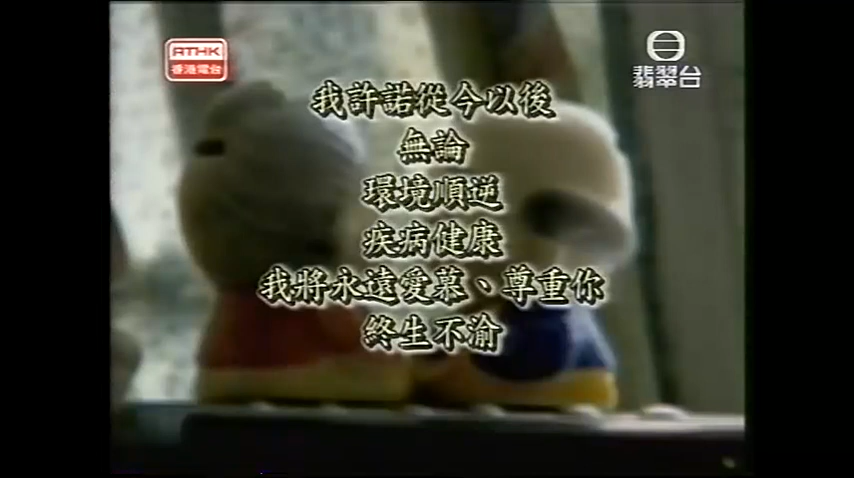 RTHK
香港電台
翡翠台
我許諾從今以後
無論
環境順逆
疾病健康
我將永遠愛慕、尊重你
終生不渝